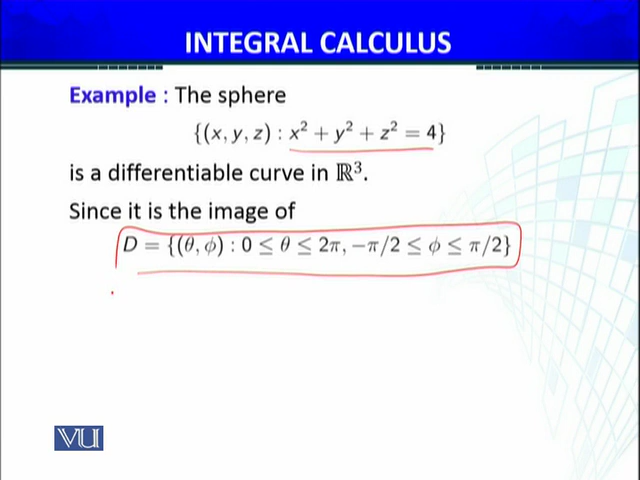 INTEGRAL CALCULUS
Example : The sphere
{(x, y, z) : x² + y² + z² = 4}
is a differentiable curve in ℝ³.
Since it is the image of
D = {(θ, ϕ) : 0 ≤ θ ≤ 2π, −π/2 ≤ ϕ ≤ π/2}
VU